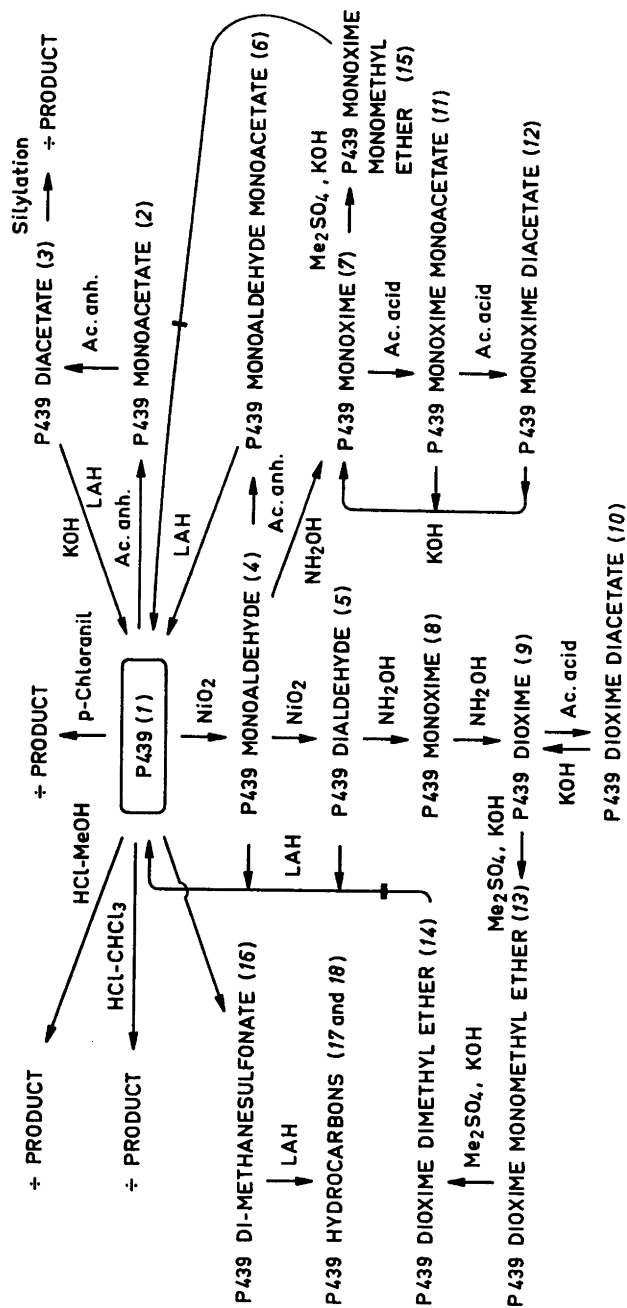 ÷ PRODUCT
HCl-MeOH
÷ PRODUCT
HCl-CHCl3
÷ PRODUCT
p-Chloranil
P439 (1)
Silylation
÷ PRODUCT
P439 DIACETATE (3)
Ac. anh.
P439 MONOACETATE (2)
KOH
LAH
Ac. anh.
LAH
P439 MONOALDEHYDE MONOACETATE (6)
NiO2
P439 MONOALDEHYDE (4)
Ac. anh.
NiO2
NH2OH
P439 DIALDEHYDE (5)
NH2OH
P439 MONOXIME (8)
NH2OH
P439 DIOXIME (9)
KOH
Ac. acid
P439 DIOXIME DIACETATE (10)
P439 MONOXIME (7)
Me2SO4, KOH
P439 MONOXIME
MONOMETHYL
ETHER (15)
Ac. acid
P439 MONOXIME MONOACETATE (11)
Ac. acid
P439 MONOXIME DIACETATE (12)
KOH
LAH
P439 DI-METHANESULFONATE (16)
LAH
P439 HYDROCARBONS (17 and 18)
P439 DIOXIME DIMETHYL ETHER (14)
Me2SO4, KOH
P439 DIOXIME MONOMETHYL ETHER (13)
Me2SO4, KOH